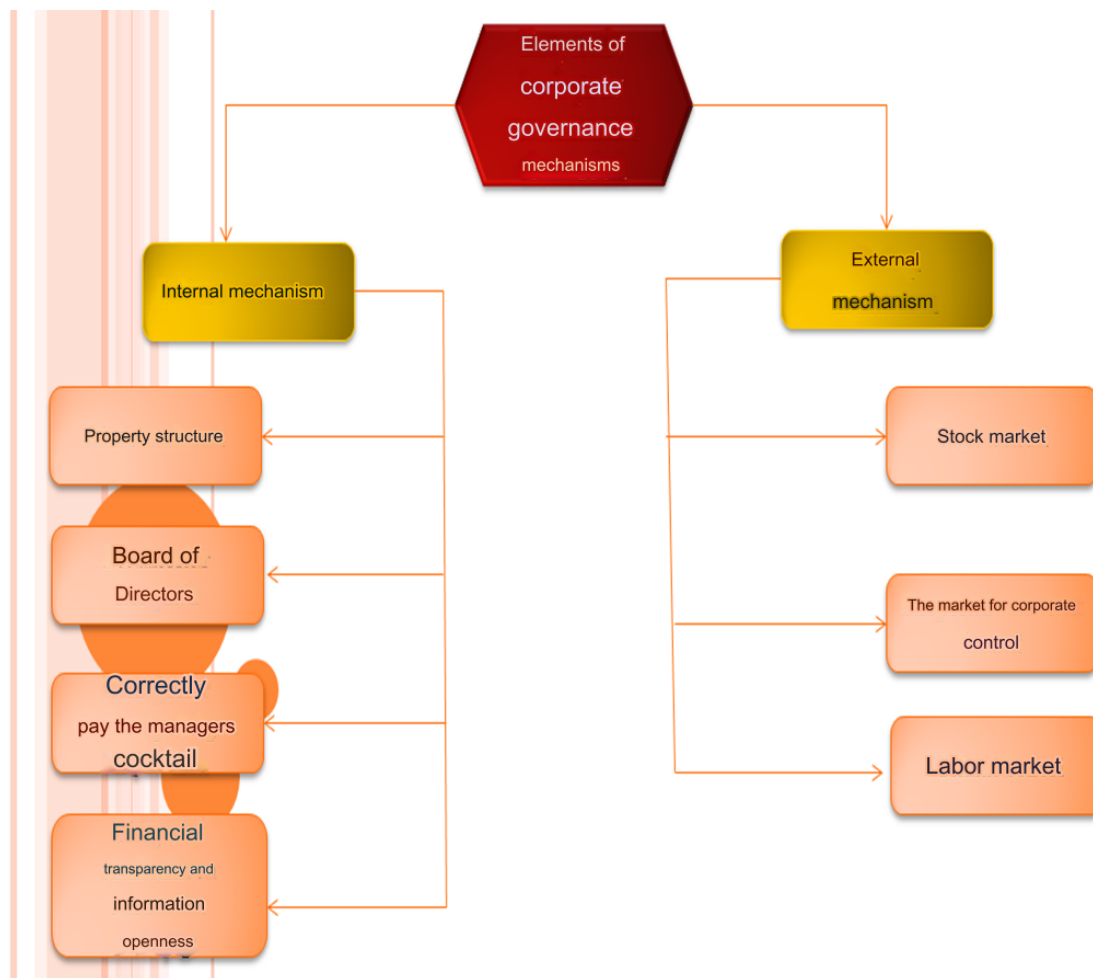 Elements of
corporate
governance
mechanisms
Internal mechanism
External
mechanism
Property structure
Stock market
Board of
Directors
The market for corporate
control
Correctly
pay the managers
cocktail
Labor market
Financial
transparency and
information
openness